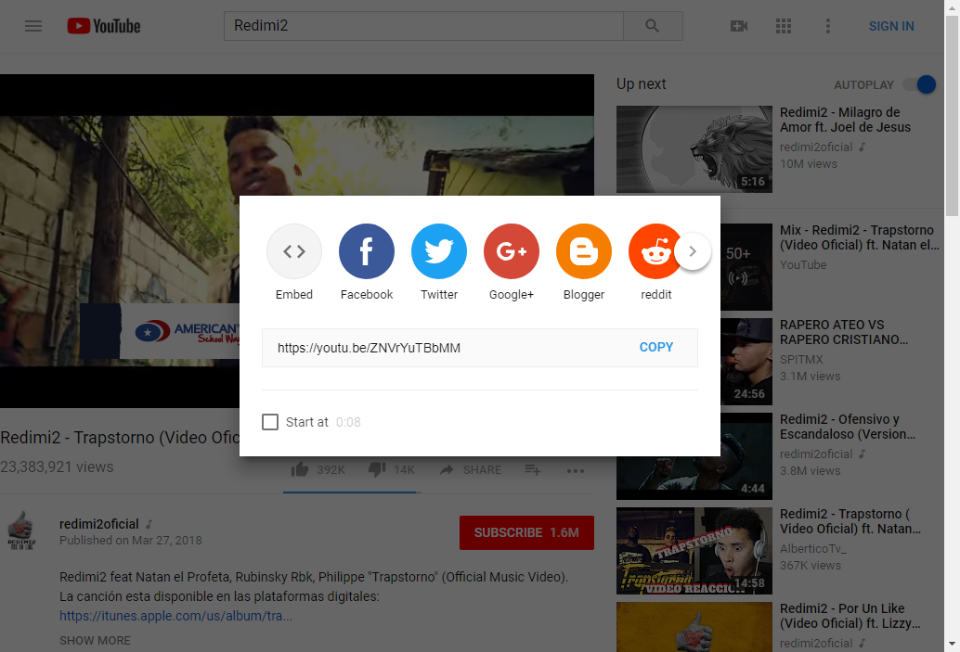 YouTube
Redimi2
SIGN IN
Up next
AUTOPLAY
Redimi2 - Milagro de
Amor ft. Joel de Jesus
redimi2oficial
10M views
5:16
Mix - Redimi2 - Trapstorno
(Video Oficial) ft. Natan el...
YouTube
50+
RAPERO ATEO VS
RAPERO CRISTIANO...
SPITMX
3.1M views
24:56
Redimi2 - Ofensivo y
Escandaloso (Version...
redimi2oficial
3.8M views
4:44
Redimi2 - Trapstorno (
Video Oficial) ft. Natan...
AlberticoTv_
367K views
TRAPSTORNO
VIDEO REACCI
14:58
Redimi2 - Por Un Like
(Video Oficial) ft. Lizzy...
redimi2oficial
Embed
Facebook
Twitter
Google+
Blogger
reddit
https://youtu.be/ZNVrYuTBbMM
COPY
Start at 0:08
AMERICAN
School Way
Redimi2 - Trapstorno (Video Ofic
23,383,921 views
392K
14K
SHARE
redimi2oficial
Published on Mar 27, 2018
SUBSCRIBE 1.6M
Redimi2 feat Natan el Profeta, Rubinsky Rbk, Philippe "Trapstorno" (Official Music Video).
La canción esta disponible en las plataformas digitales:
https://itunes.apple.com/us/album/tra...
SHOW MORE